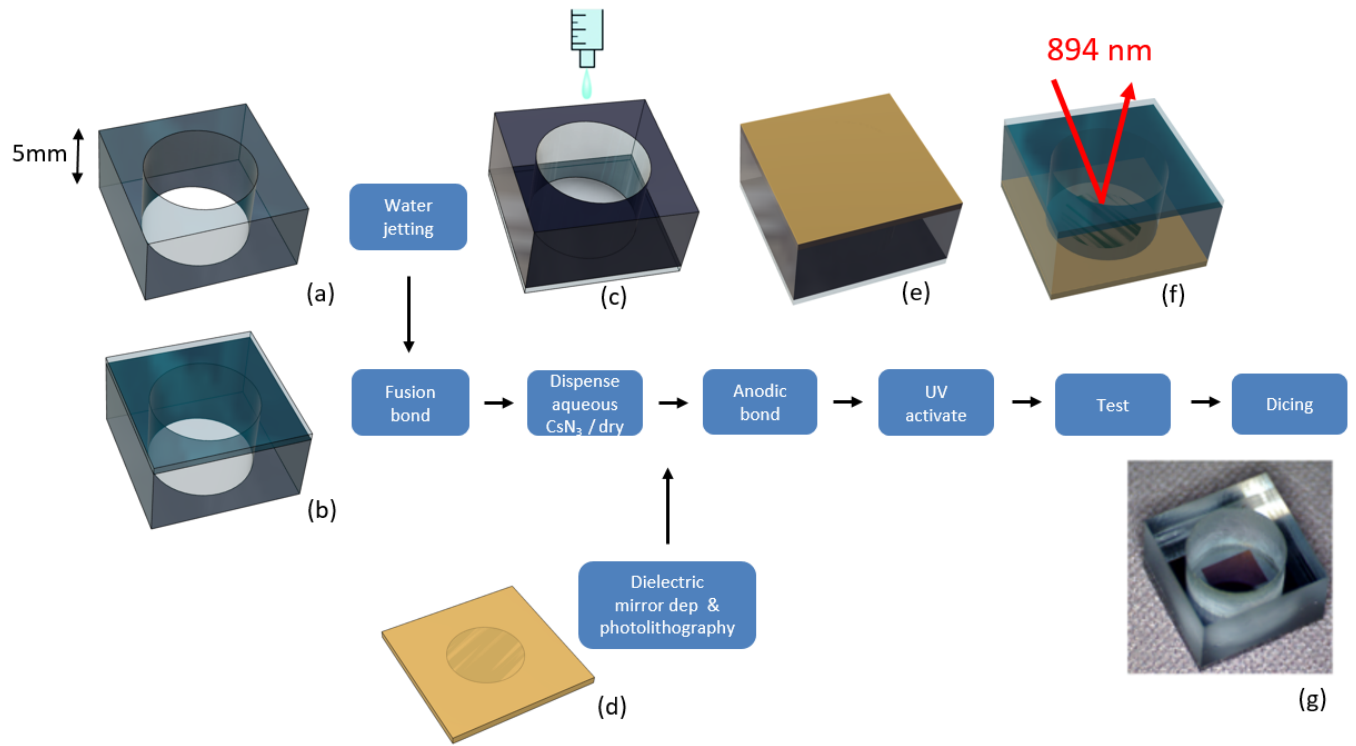 894 nm
5mm
Water
jetting
(a)
(c)
(e)
(f)
Fusion
bond
Dispense
aqueous
CsN₃ / dry
Anodic
bond
UV
activate
Test
Dicing
(b)
Dielectric
mirror dep &
photolithography
(d)
(g)